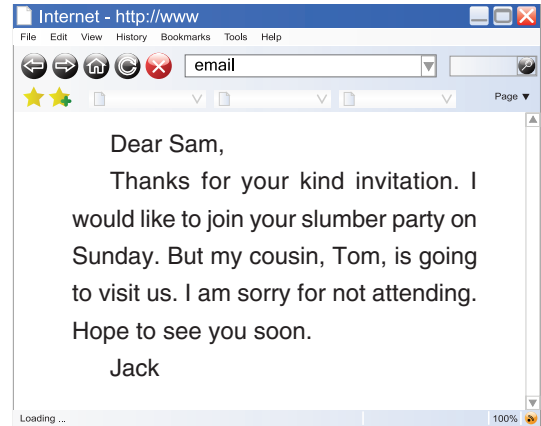 Internet - http://www
File Edit View History Bookmarks Tools Help
email
Page ▼
Dear Sam,
Thanks for your kind invitation. I
would like to join your slumber party on
Sunday. But my cousin, Tom, is going
to visit us. I am sorry for not attending.
Hope to see you soon.
Jack
Loading ... 100%